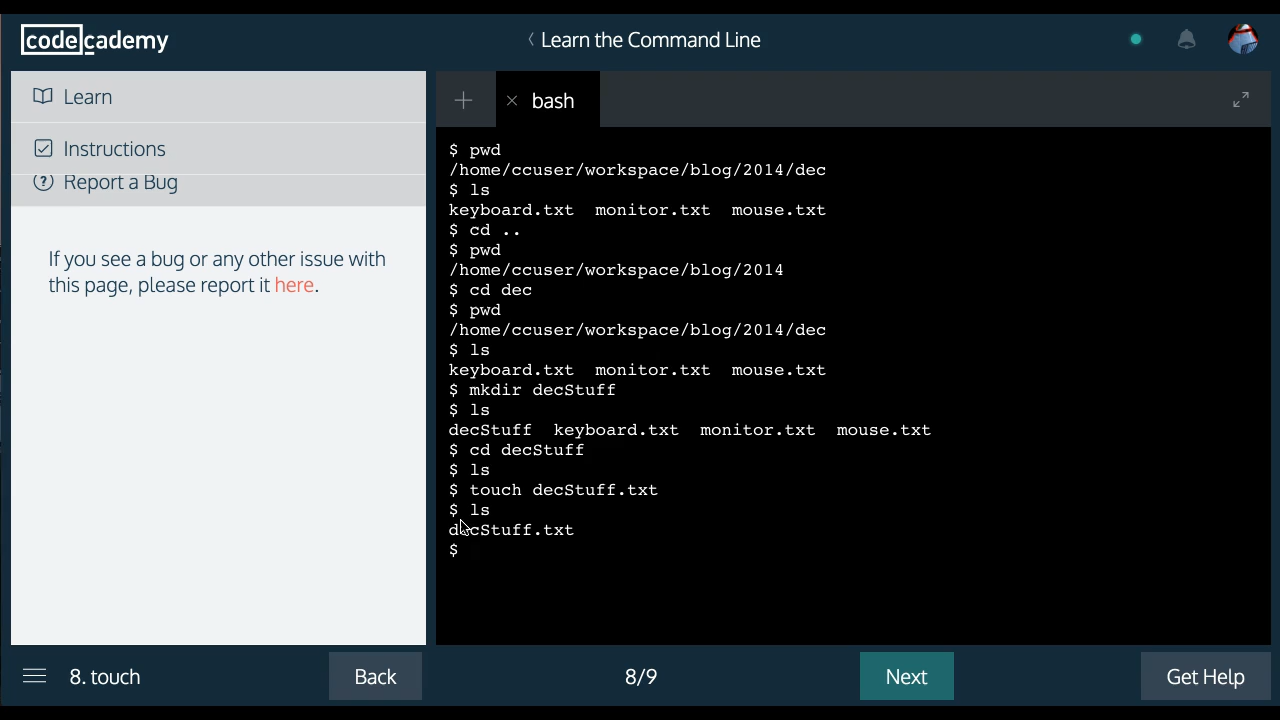 codecademy
Learn the Command Line
Learn
Instructions
Report a Bug
If you see a bug or any other issue with
this page, please report it here.
bash
$ pwd
/home/ccuser/workspace/blog/2014/dec
$ ls
keyboard.txt  monitor.txt  mouse.txt
$ cd ..
$ pwd
/home/ccuser/workspace/blog/2014
$ cd dec
$ pwd
/home/ccuser/workspace/blog/2014/dec
$ ls
keyboard.txt  monitor.txt  mouse.txt
$ mkdir decStuff
$ ls
decStuff  keyboard.txt  monitor.txt  mouse.txt
$ cd decStuff
$ ls
$ touch decStuff.txt
$ ls
decStuff.txt
$
8. touch
Back
8/9
Next
Get Help